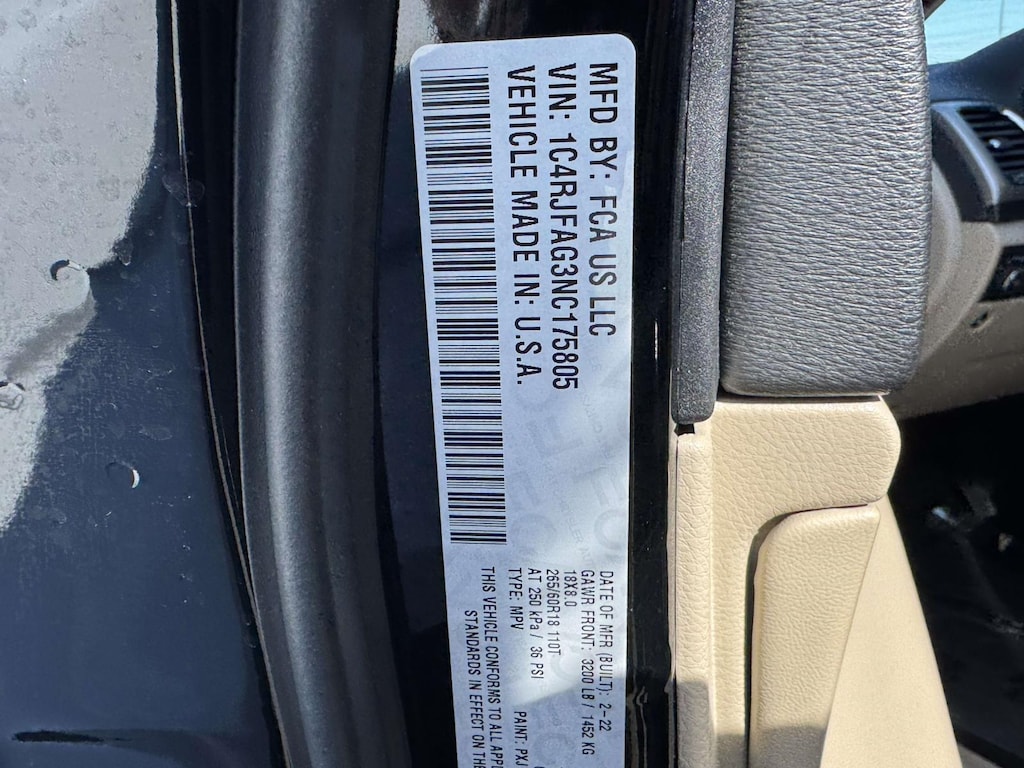 MFD BY: FCA US LLC
VIN: 1C4RJFAG3NC175805
VEHICLE MADE IN: U.S.A.
DATE OF MFR (BUILT): 2-22
GAWR FRONT: 3200 LB / 1452 KG
18X8.0
265/60R18 110T
AT 250 kPa / 36 PSI
TYPE: MPV PAINT: PXJ
THIS VEHICLE CONFORMS TO ALL APPL
STANDARDS IN EFFECT ON THE